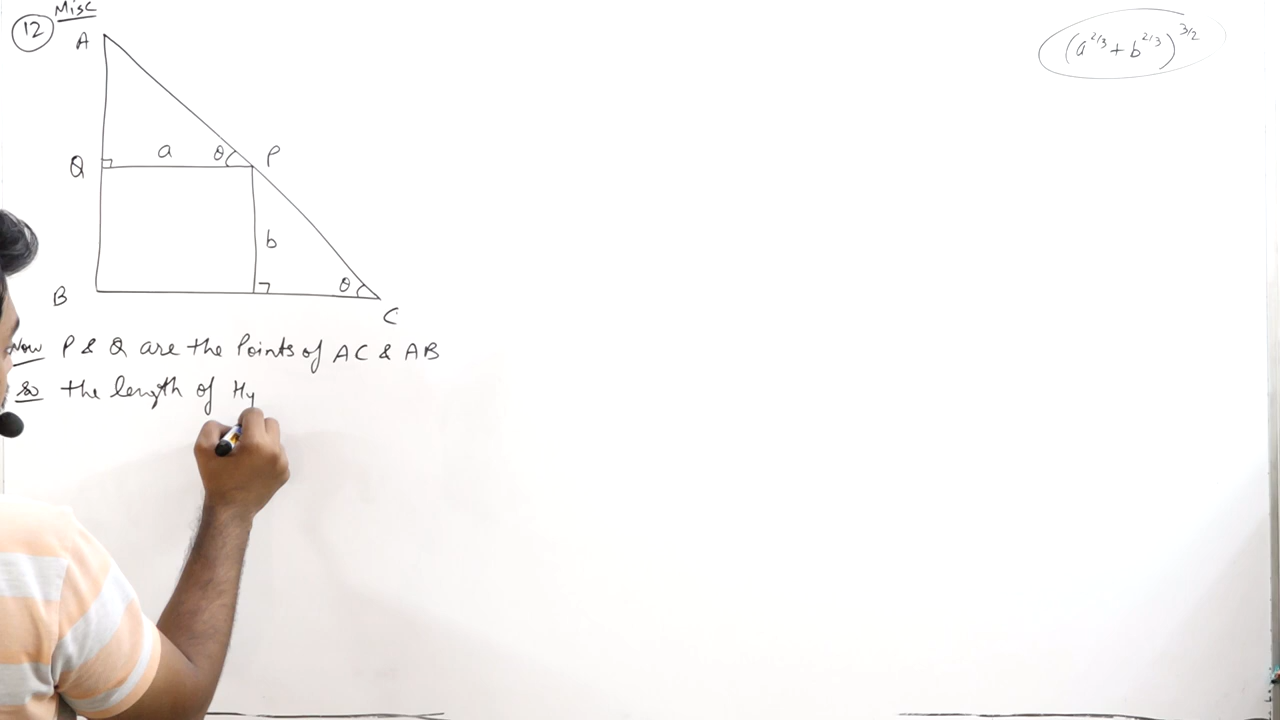 Misc
12
(a^{2/3} + b^{2/3})^{3/2}
A
a
θ
P
Q
b
θ
B
C
Now P & Q are the Points of AC & AB
so the length of Hy